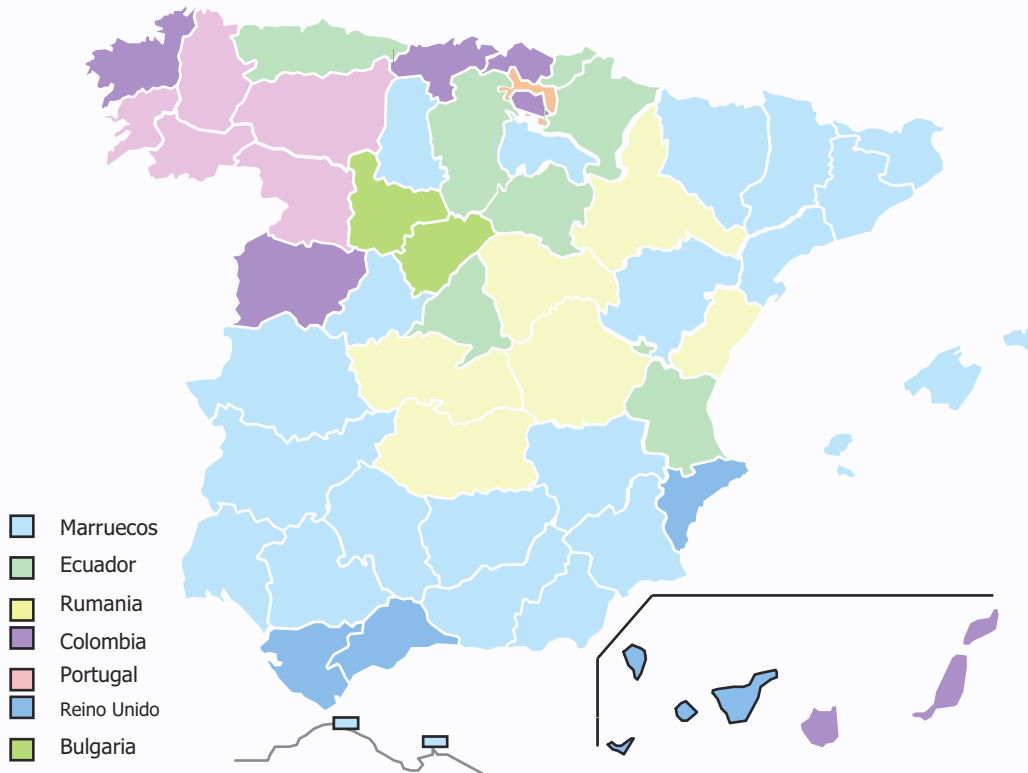 Marruecos
Ecuador
Rumania
Colombia
Portugal
Reino Unido
Bulgaria